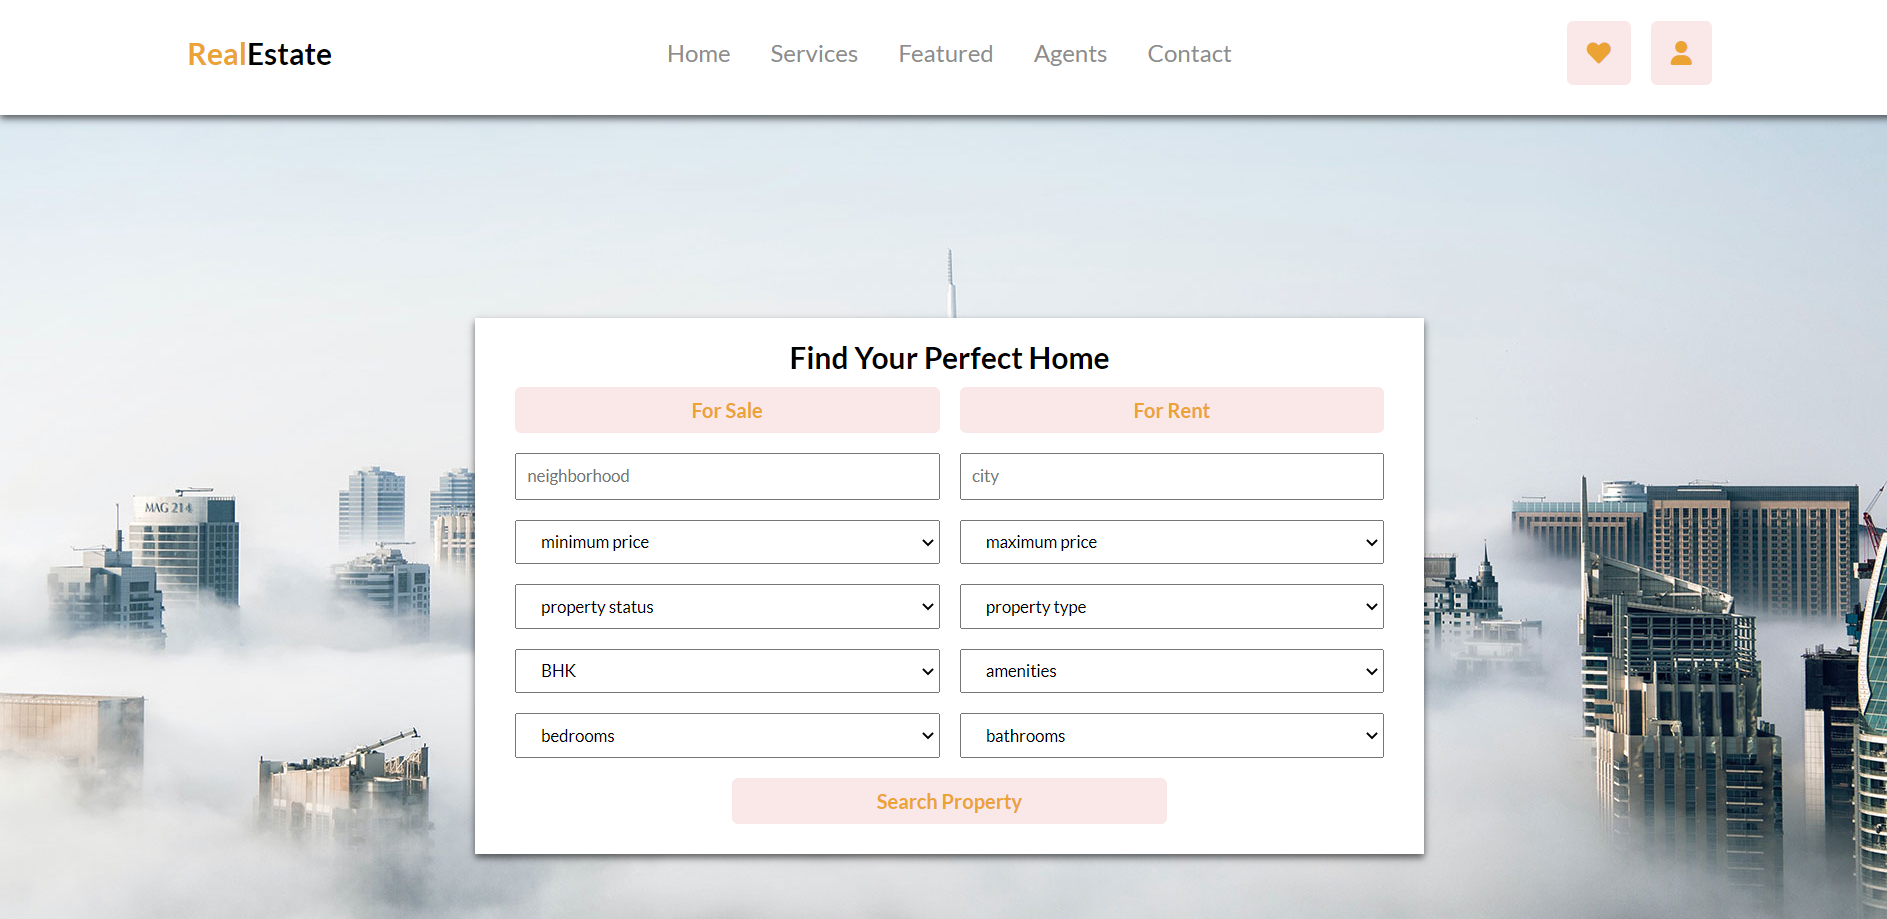 RealEstate
Home Services Featured Agents Contact
Find Your Perfect Home
For Sale For Rent
neighborhood city
minimum price maximum price
property status property type
BHK amenities
bedrooms bathrooms
Search Property
MAG 214